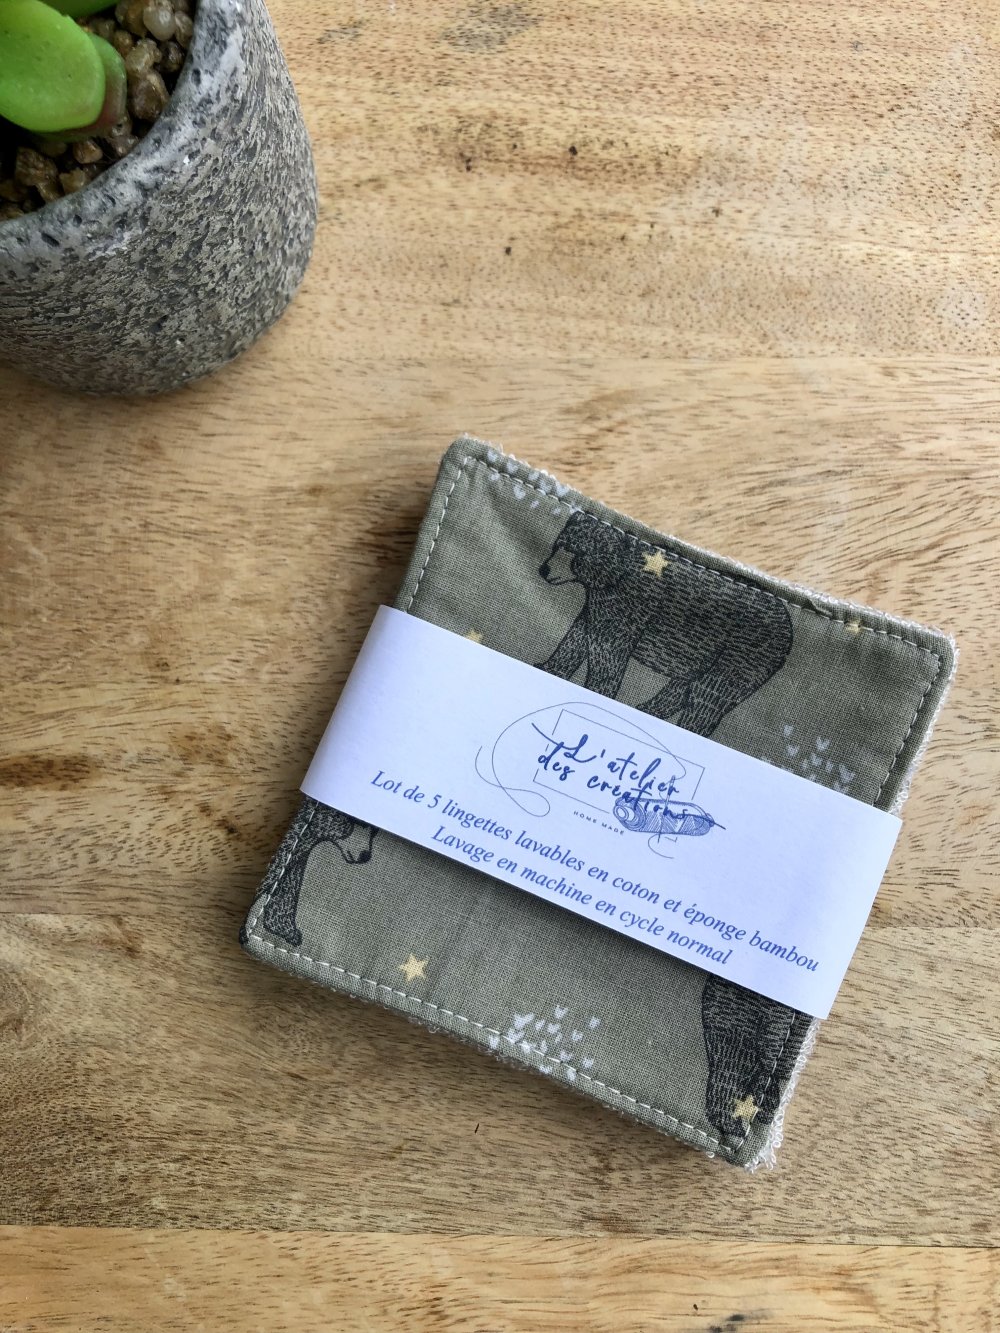 L'atelier
des creations
HOME MADE
Lot de 5 lingettes lavables en coton et éponge bambou
Lavage en machine en cycle normal